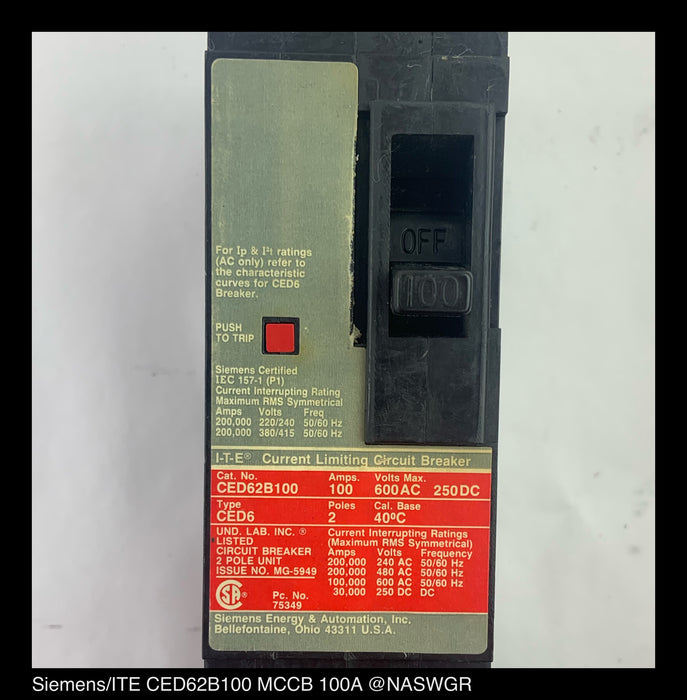 OFF
100
For Ip & I²t ratings
(AC only) refer to
the characteristic
curves for CED6
Breaker.
PUSH
TO TRIP
Siemens Certified
IEC 157-1 (P1)
Current Interrupting Rating
Maximum RMS Symmetrical
Amps Volts Freq
200,000 220/240 50/60 Hz
200,000 380/415 50/60 Hz
I-T-E® Current Limiting Circuit Breaker
Cat. No. Amps. Volts Max.
CED62B100 100 600AC 250DC
Type Poles Cal. Base
CED6 2 40ºC
UND. LAB. INC. ®
LISTED
CIRCUIT BREAKER
2 POLE UNIT
ISSUE NO. MG-5949
SA®
Pc. No.
75349
Current Interrupting Ratings
(Maximum RMS Symmetrical)
Amps Volts Frequency
200,000 240 AC 50/60 Hz
200,000 480 AC 50/60 Hz
100,000 600 AC 50/60 Hz
30,000 250 DC DC
Siemens Energy & Automation, Inc.
Bellefontaine, Ohio 43311 U.S.A.
Siemens/ITE CED62B100 MCCB 100A @NASWGR